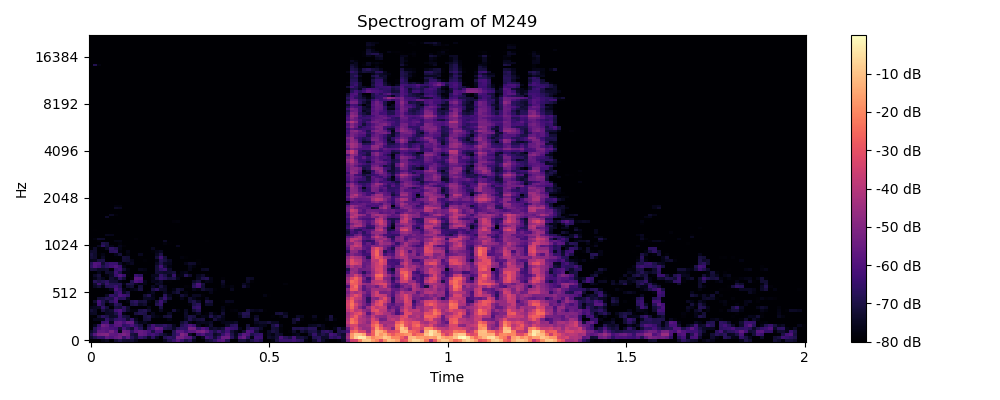 Spectrogram of M249
16384
8192
4096
2048
1024
512
0
Hz
0
0.5
1
1.5
2
Time
-10 dB
-20 dB
-30 dB
-40 dB
-50 dB
-60 dB
-70 dB
-80 dB